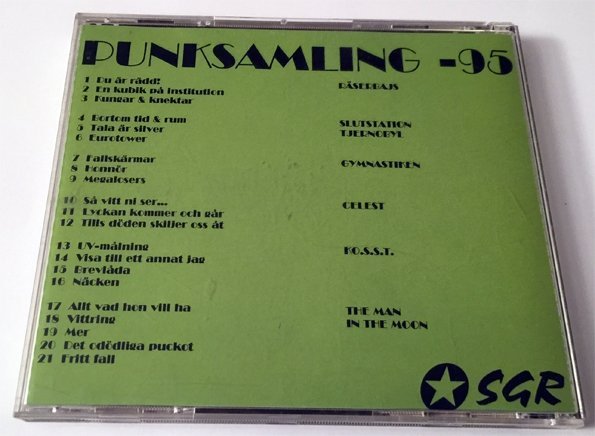 PUNKSAMLING -95
1 Du är rädd!
2 En kubik på institution
3 Kungar & knektar
RÄSERBAJS
4 Bortom tid & rum
5 Tala är silver
6 Eurotower
SLUTSTATION
TJERNOBYL
7 Fallskärmar
8 Honnör
9 Megalosers
GYMNASTIKEN
10 Så vitt ni ser...
11 Lyckan kommer och går
12 Tills döden skiljer oss åt
CELEST
13 UV-målning
14 Visa till ett annat jag
15 Brevlåda
16 Näcken
K.O.S.S.T.
17 Allt vad hon vill ha
18 Vittring
19 Mer
20 Det odödliga puckot
21 Fritt fall
THE MAN
IN THE MOON
SGR